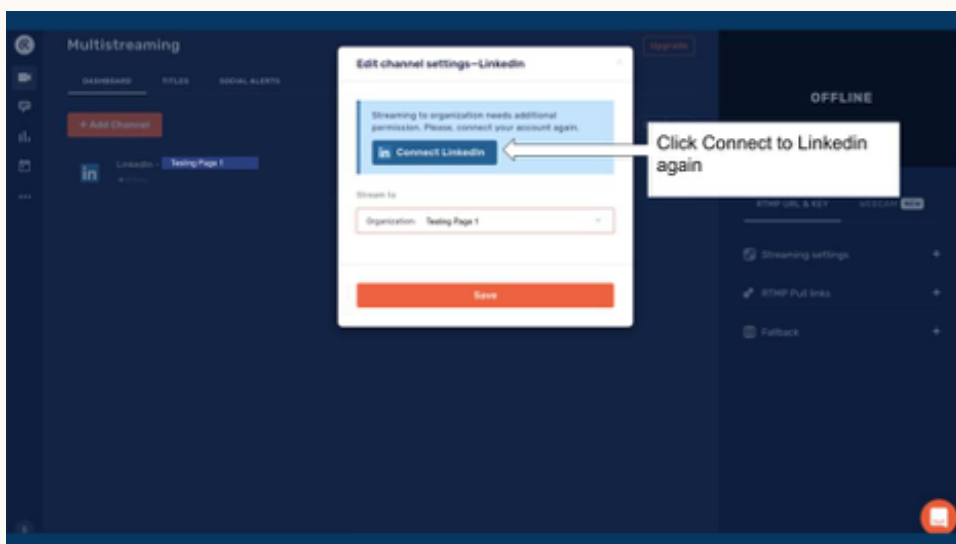 Multistreaming
Upgrade
DASHBOARD TITLES SOCIAL ALERTS
+ Add Channel
LinkedIn - Testing Page 1
Edit channel settings–LinkedIn
Streaming to organization needs additional
permission. Please, connect your account again.
in Connect LinkedIn
Stream to
Organization: Testing Page 1
Save
Click Connect to Linkedin
again
OFFLINE
RTMP URL & KEY WEBCAM NEW
Streaming settings
RTMP Pull links
Fallback